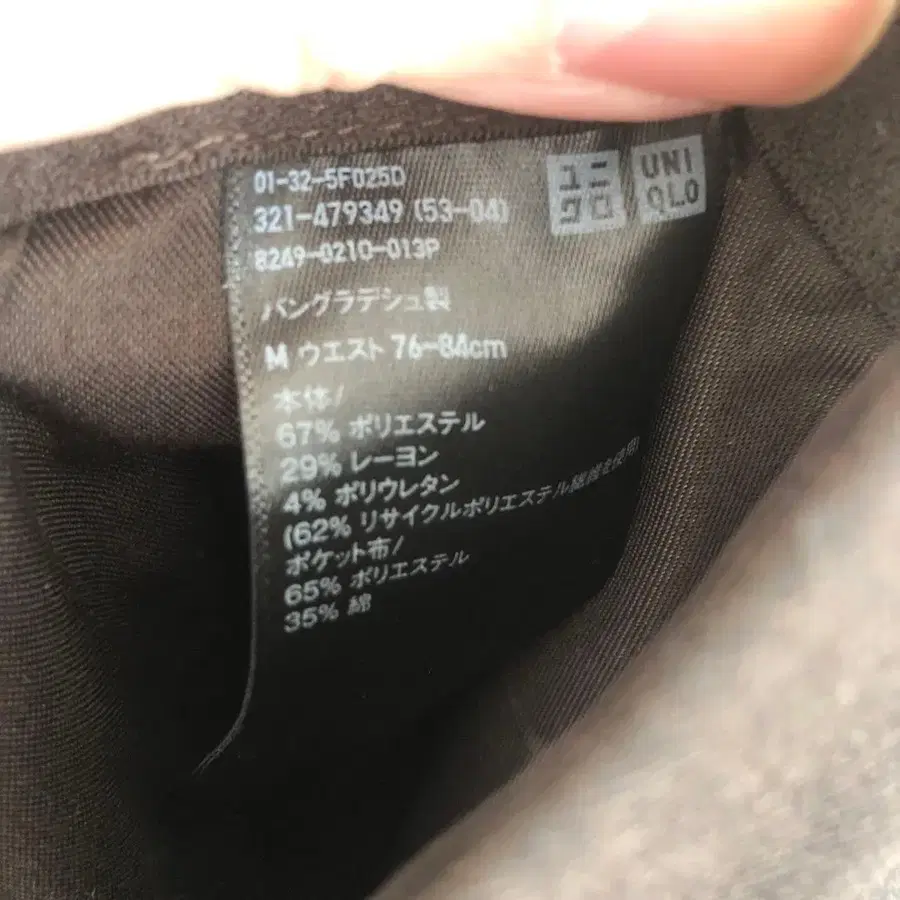 01-32-5F025D
321-479349 (53-04)
8249-0210-013P
ユニ
クロ
UNI
QLO
バングラデシュ製
M ウエスト 76-84cm
本体/
67% ポリエステル
29% レーヨン
4% ポリウレタン
(62% リサイクルポリエステル繊維を使用)
ポケット布/
65% ポリエステル
35% 綿